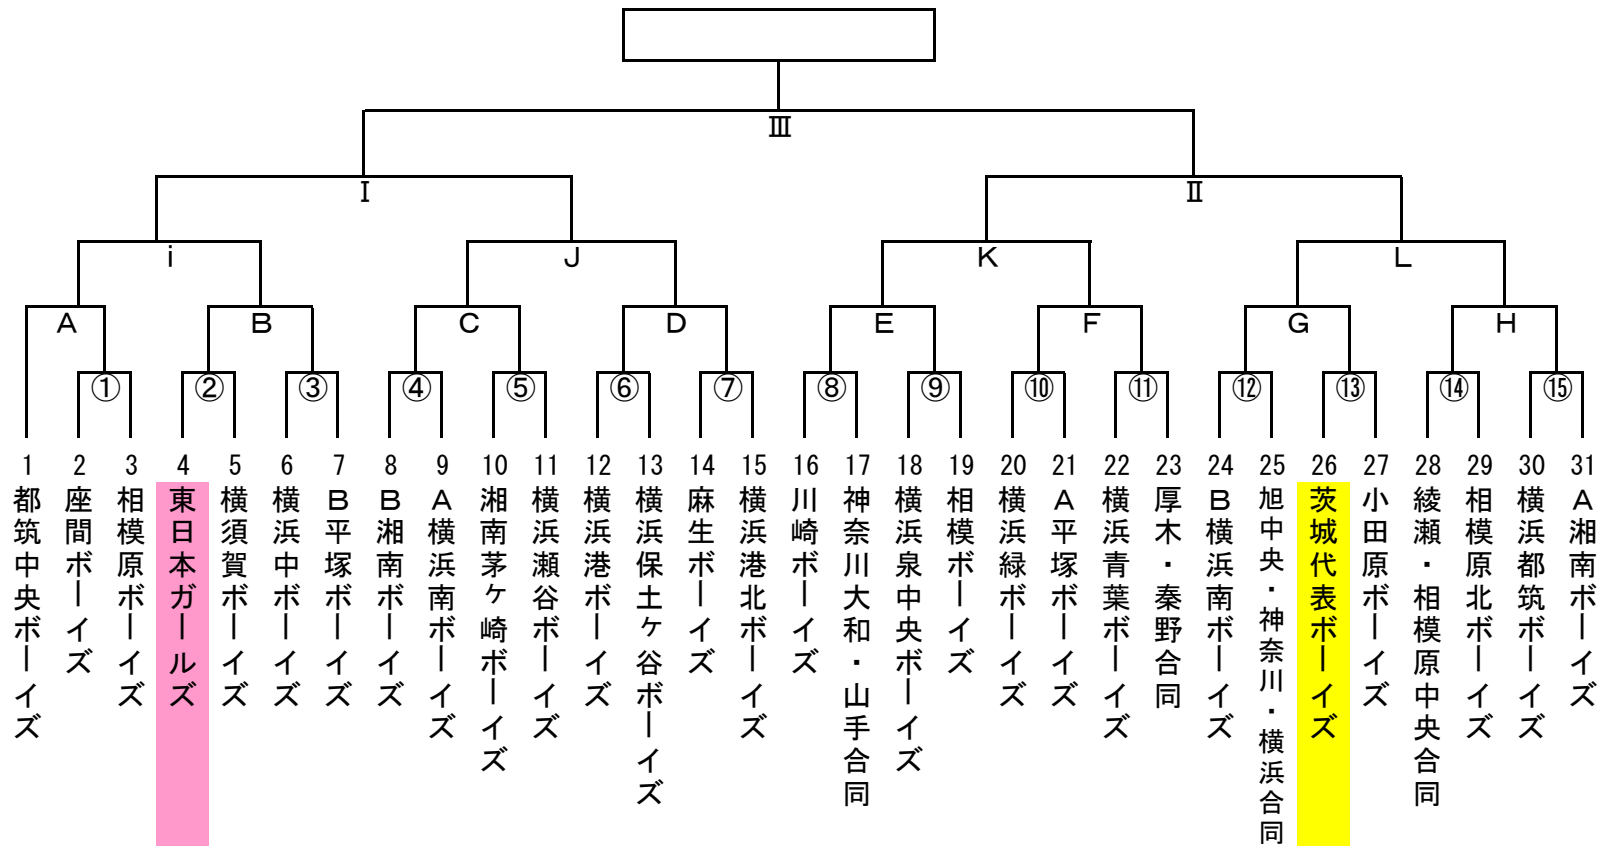 Ⅲ
Ⅰ
Ⅱ
i
J
K
L
A
B
C
D
E
F
G
H
①
②
③
④
⑤
⑥
⑦
⑧
⑨
⑩
⑪
⑫
⑬
⑭
⑮
1
都筑中央ボーイズ
2
座間ボーイズ
3
相模原ボーイズ
4
東日本ガールズ
5
横須賀ボーイズ
6
横浜中ボーイズ
7
B平塚ボーイズ
8
B湘南ボーイズ
9
A横浜南ボーイズ
10
湘南茅ケ崎ボーイズ
11
横浜瀬谷ボーイズ
12
横浜港ボーイズ
13
横浜保土ケ谷ボーイズ
14
麻生ボーイズ
15
横浜港北ボーイズ
16
川崎ボーイズ
17
神奈川大和・山手合同
18
横浜泉中央ボーイズ
19
相模ボーイズ
20
横浜緑ボーイズ
21
A平塚ボーイズ
22
横浜青葉ボーイズ
23
厚木・秦野合同
24
B横浜南ボーイズ
25
旭中央・神奈川・横浜合同
26
茨城代表ボーイズ
27
小田原ボーイズ
28
綾瀬・相模原中央合同
29
相模原北ボーイズ
30
横浜都筑ボーイズ
31
A湘南ボーイズ